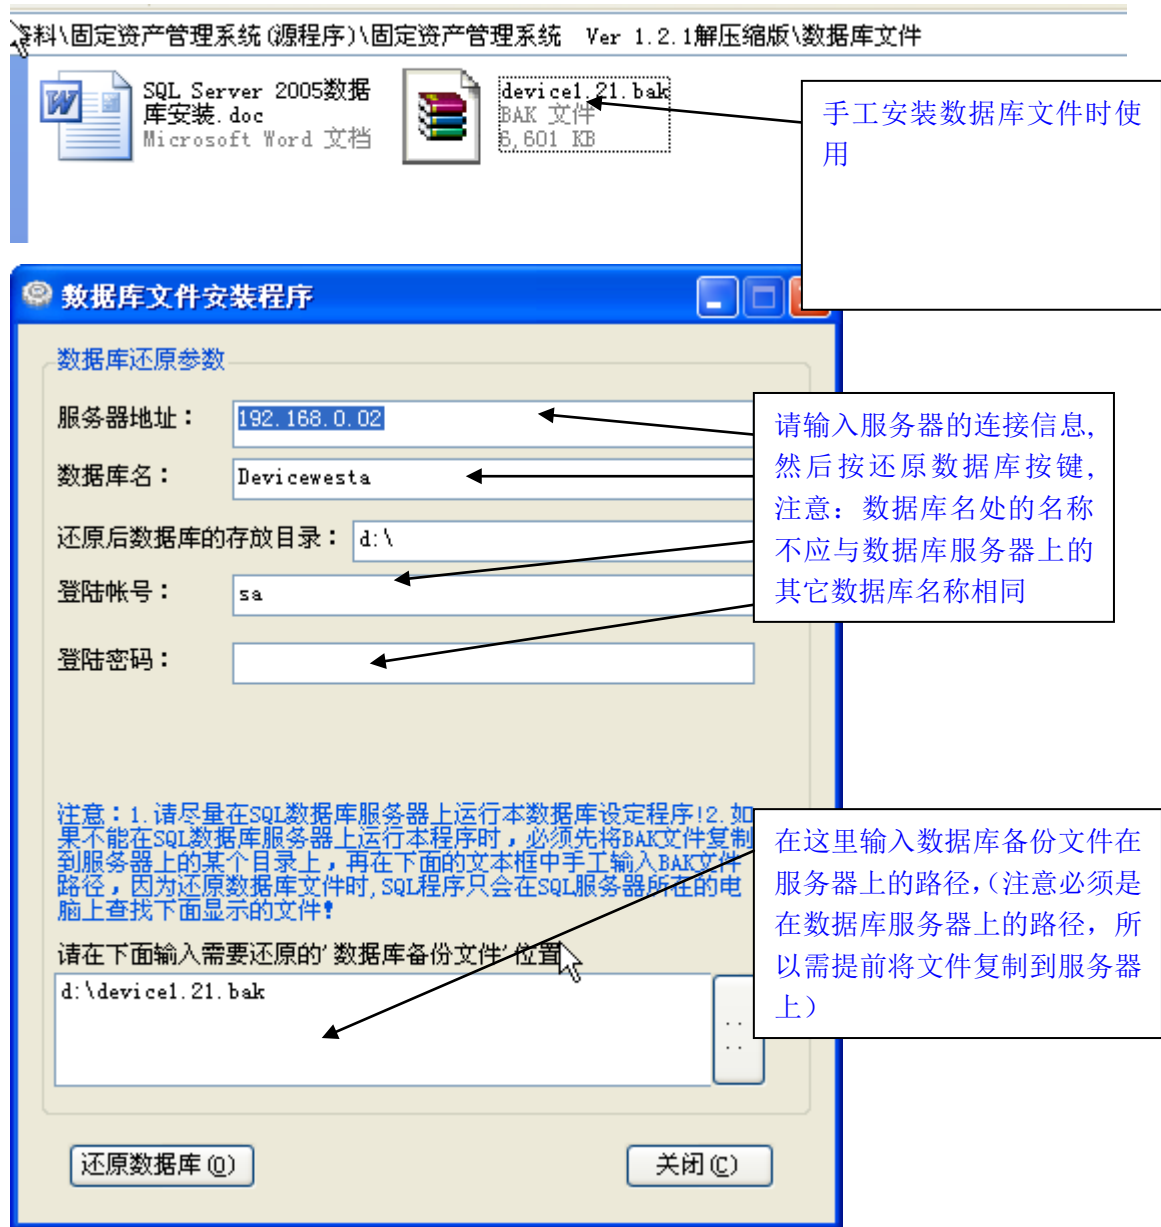 资料\固定资产管理系统(源程序)\固定资产管理系统 Ver 1.2.1解压缩版\数据库文件
SQL Server 2005数据
库安装.doc
Microsoft Word 文档
device1.21.bak
BAK 文件
6,601 KB
手工安装数据库文件时使
用
数据库文件安装程序
数据库还原参数
服务器地址：
192.168.0.02
数据库名：
Devicewesta
还原后数据库的存放目录：
d:\
登陆帐号：
sa
登陆密码：
请输入服务器的连接信息,
然后按还原数据库按键,
注意：数据库名处的名称
不应与数据库服务器上的
其它数据库名称相同
注意：1.请尽量在SQL数据库服务器上运行本数据库设定程序!2.如
果不能在SQL数据库服务器上运行本程序时，必须先将BAK文件复制
到服务器上的某个目录上，再在下面的文本框中手工输入BAK文件
路径，因为还原数据库文件时,SQL程序只会在SQL服务器所在的电
脑上查找下面显示的文件!
在这里输入数据库备份文件在
服务器上的路径，（注意必须是
在数据库服务器上的路径，所
以需提前将文件复制到服务器
上）
请在下面输入需要还原的'数据库备份文件'位置
d:\device1.21.bak
..
..
还原数据库(O)
关闭(C)